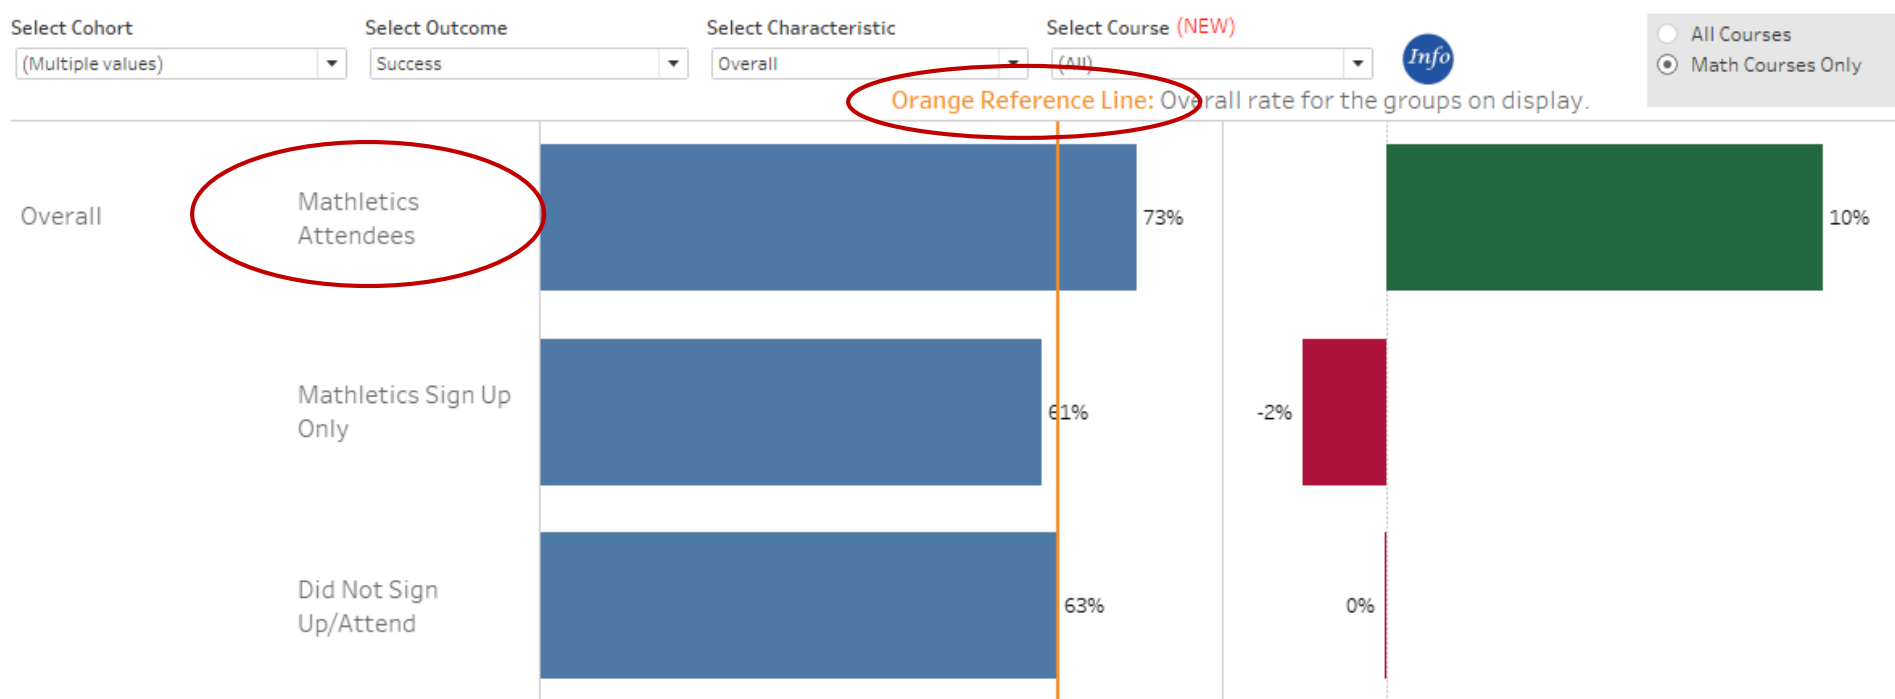 Select Cohort
Select Outcome
Select Characteristic
Select Course (NEW)
(Multiple values)
Success
Overall
(All)
Info
All Courses
Math Courses Only
Orange Reference Line: Overall rate for the groups on display.
Overall
Mathletics
Attendees
73%
10%
Mathletics Sign Up
Only
61%
-2%
Did Not Sign
Up/Attend
63%
0%